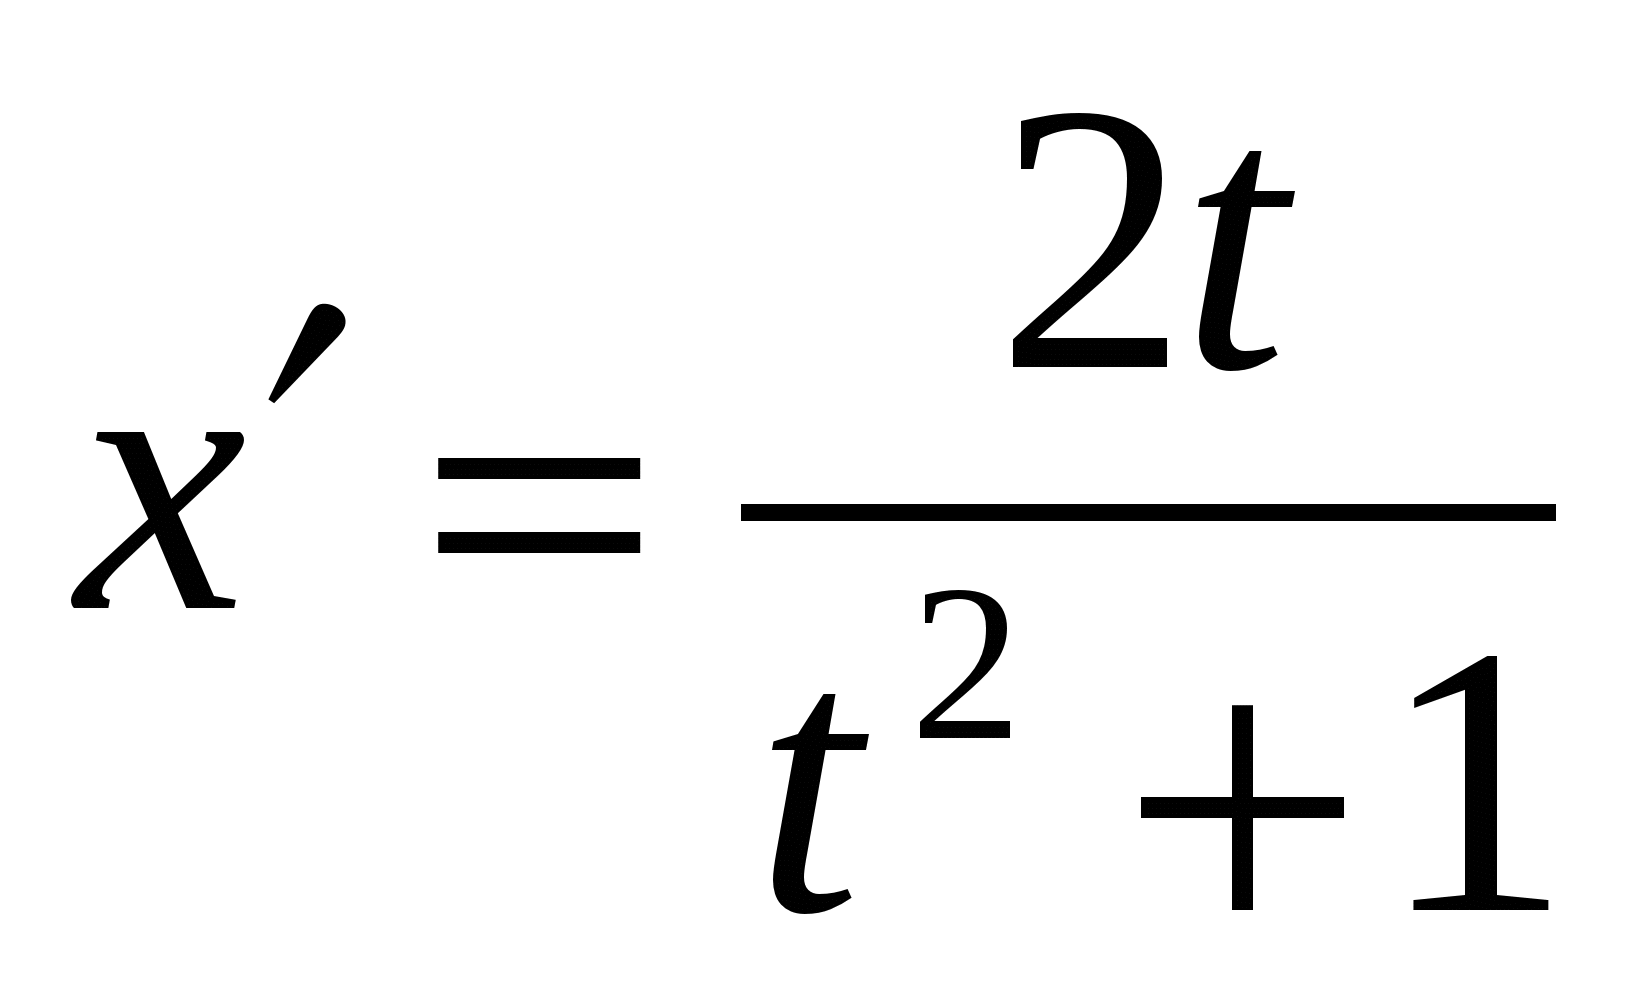 x′ = 2t / (t² + 1)